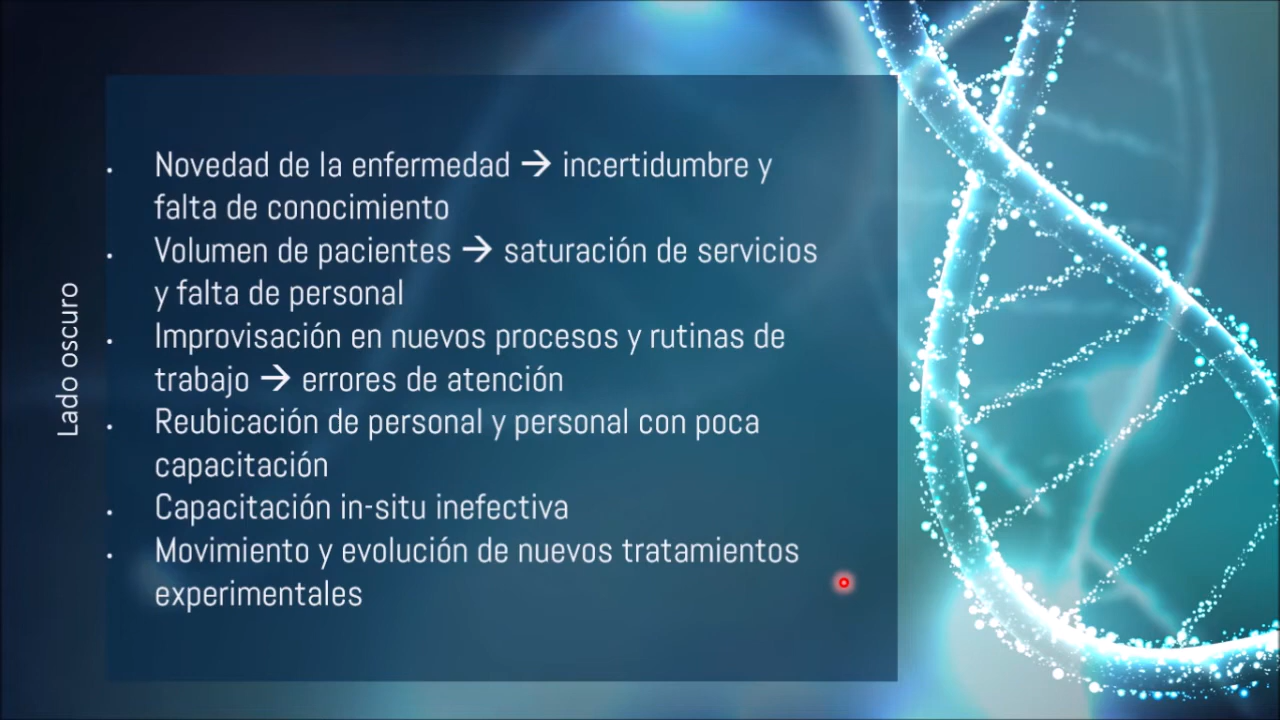 Lado oscuro
. Novedad de la enfermedad → incertidumbre y
falta de conocimiento
. Volumen de pacientes → saturación de servicios
y falta de personal
. Improvisación en nuevos procesos y rutinas de
trabajo → errores de atención
. Reubicación de personal y personal con poca
capacitación
. Capacitación in-situ inefectiva
. Movimiento y evolución de nuevos tratamientos
experimentales